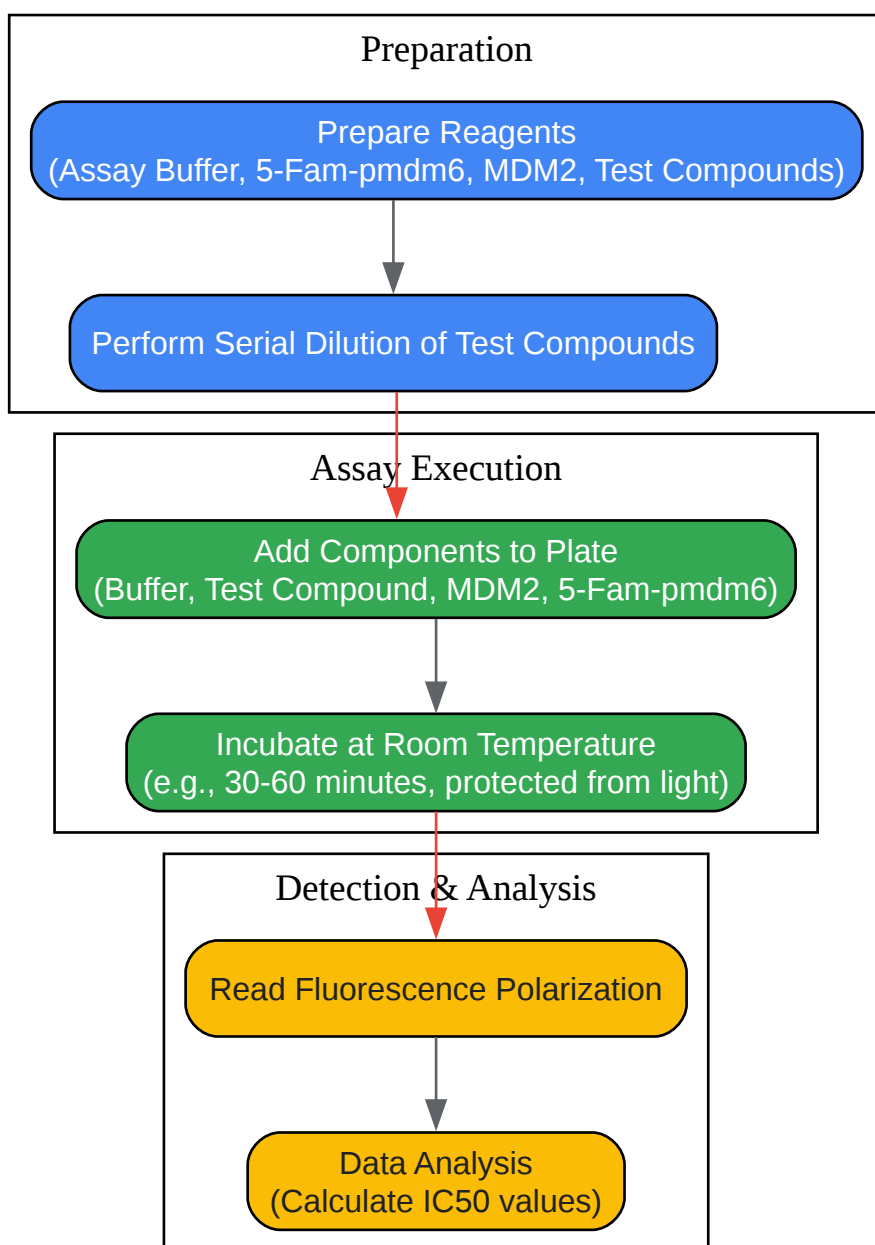 Preparation
Prepare Reagents
(Assay Buffer, 5-Fam-pmdm6, MDM2, Test Compounds)
Perform Serial Dilution of Test Compounds
Assay Execution
Add Components to Plate
(Buffer, Test Compound, MDM2, 5-Fam-pmdm6)
Incubate at Room Temperature
(e.g., 30-60 minutes, protected from light)
Detection & Analysis
Read Fluorescence Polarization
Data Analysis
(Calculate IC50 values)